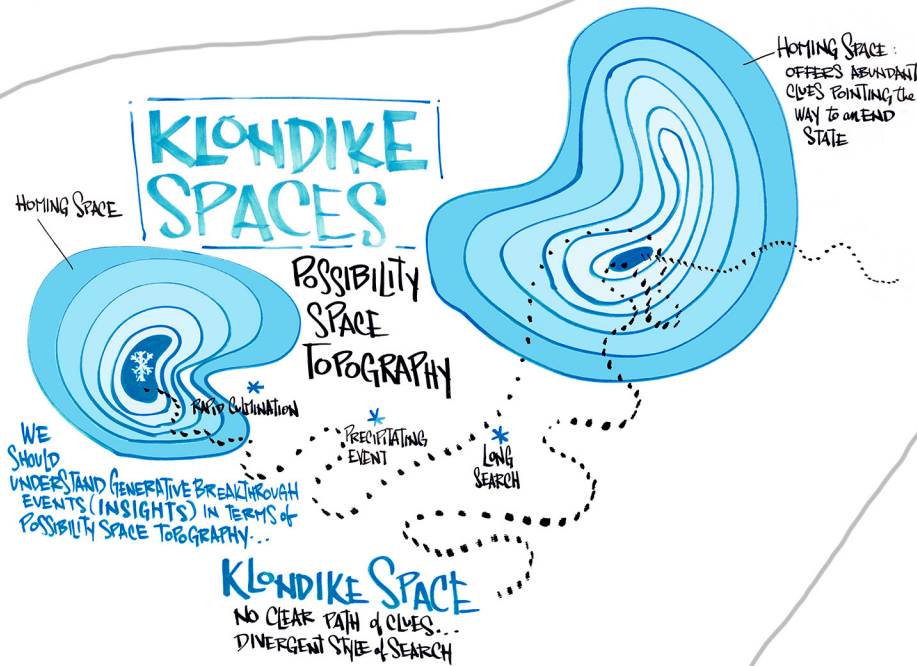 KLONDIKE
SPACES
POSSIBILITY
SPACE
TOPOGRAPHY
HOMING SPACE :
OFFERS ABUNDANT
CLUES POINTING the
WAY to an END
STATE
HOMING SPACE
* RAPID CULMINATION
* PRECIPITATING
EVENT
* LONG
SEARCH
WE
SHOULD
UNDERSTAND GENERATIVE BREAKTHROUGH
EVENTS (INSIGHTS) IN TERMS of
POSSIBILITY SPACE TOPOGRAPHY...
KLONDIKE SPACE
NO CLEAR PATH of CLUES...
DIVERGENT STYLE of SEARCH